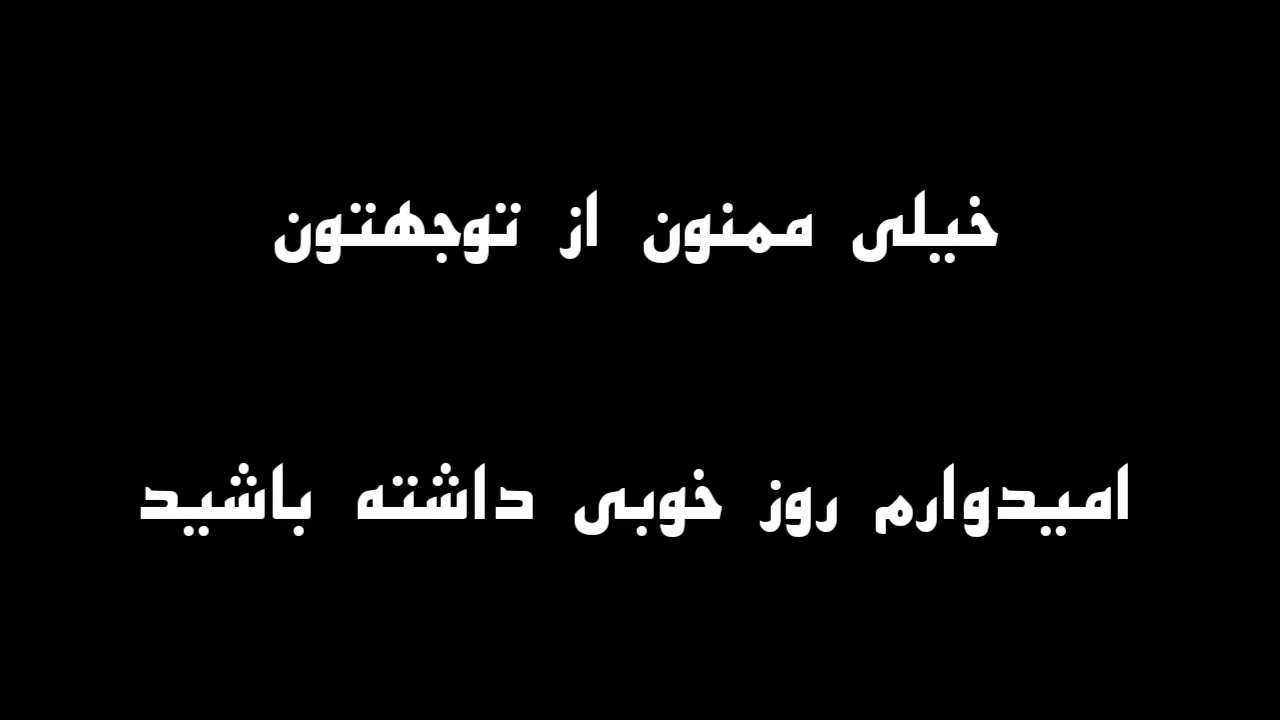 خیلی ممنون از توجهتون
امیدوارم روز خوبی داشته باشید